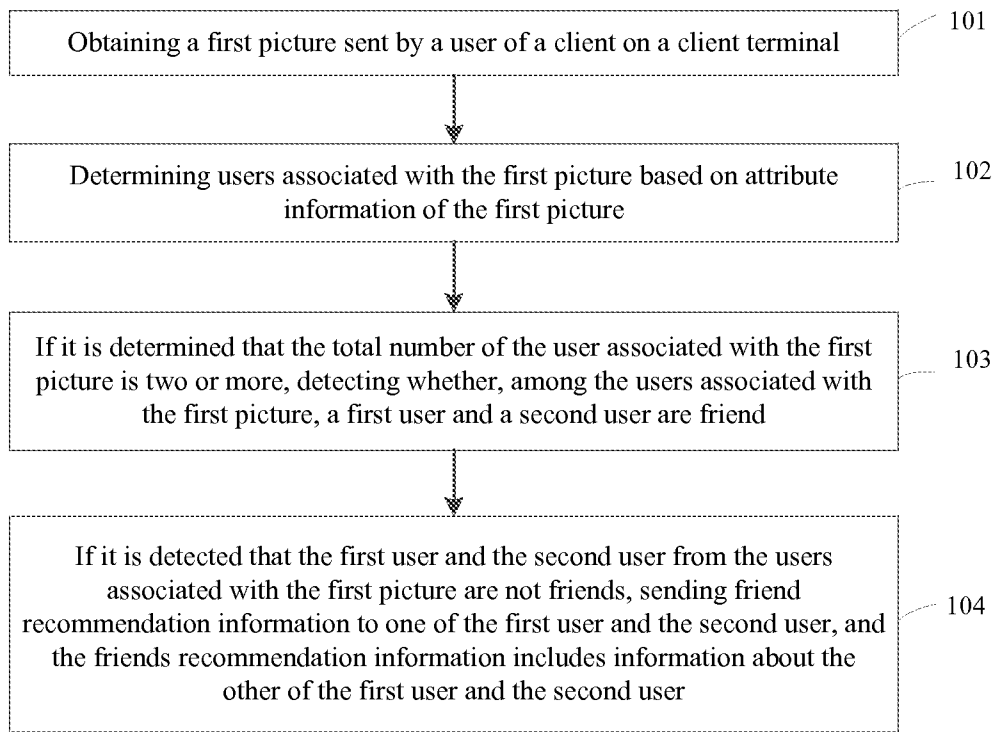 Obtaining a first picture sent by a user of a client on a client terminal
101
Determining users associated with the first picture based on attribute
information of the first picture
102
If it is determined that the total number of the user associated with the first
picture is two or more, detecting whether, among the users associated with
the first picture, a first user and a second user are friend
103
If it is detected that the first user and the second user from the users
associated with the first picture are not friends, sending friend
recommendation information to one of the first user and the second user, and
the friends recommendation information includes information about the
other of the first user and the second user
104